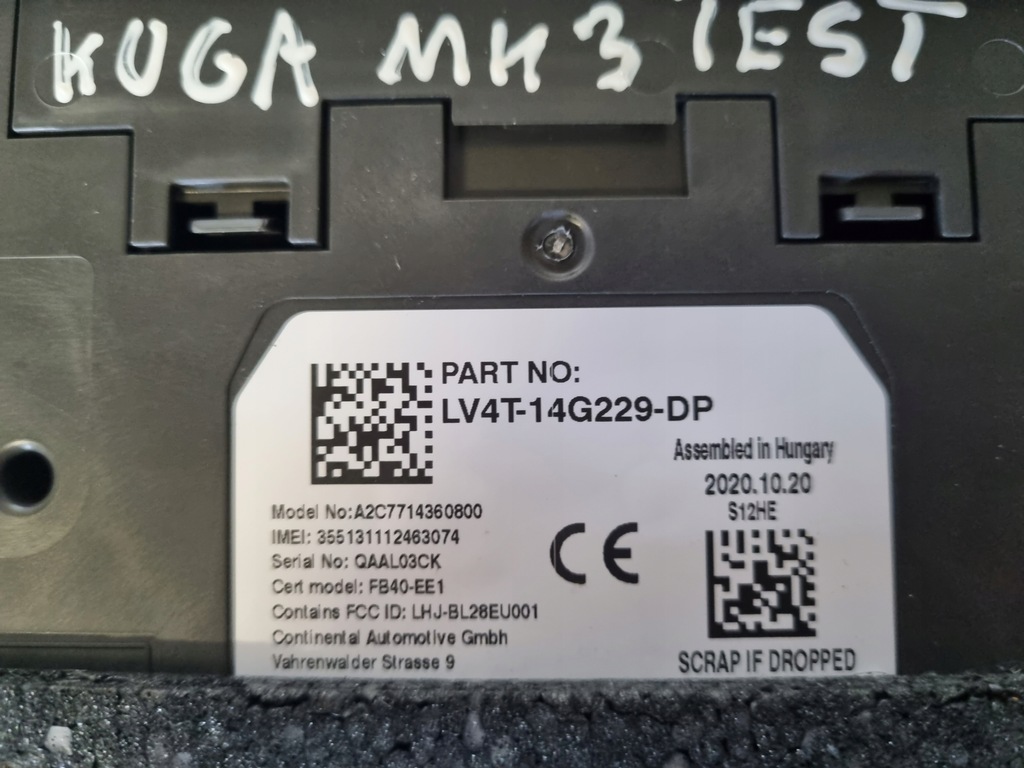 KUGA MK 3 TEST
PART NO:
LV4T-14G229-DP
Assembled in Hungary
2020.10.20
S12HE
Model No:A2C7714360800
IMEI: 355131112463074
Serial No: QAAL03CK
Cert model: FB40-EE1
Contains FCC ID: LHJ-BL28EU001
Continental Automotive Gmbh
Vahrenwalder Strasse 9
CE
SCRAP IF DROPPED